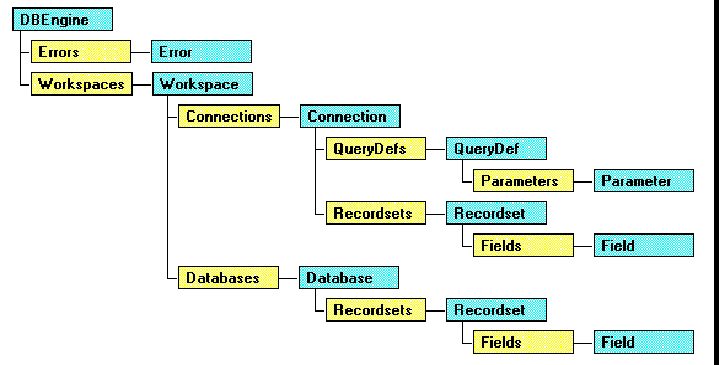 DBEngine
Errors Error
Workspaces Workspace
Connections Connection
QueryDefs QueryDef
Parameters Parameter
Recordsets Recordset
Fields Field
Databases Database
Recordsets Recordset
Fields Field